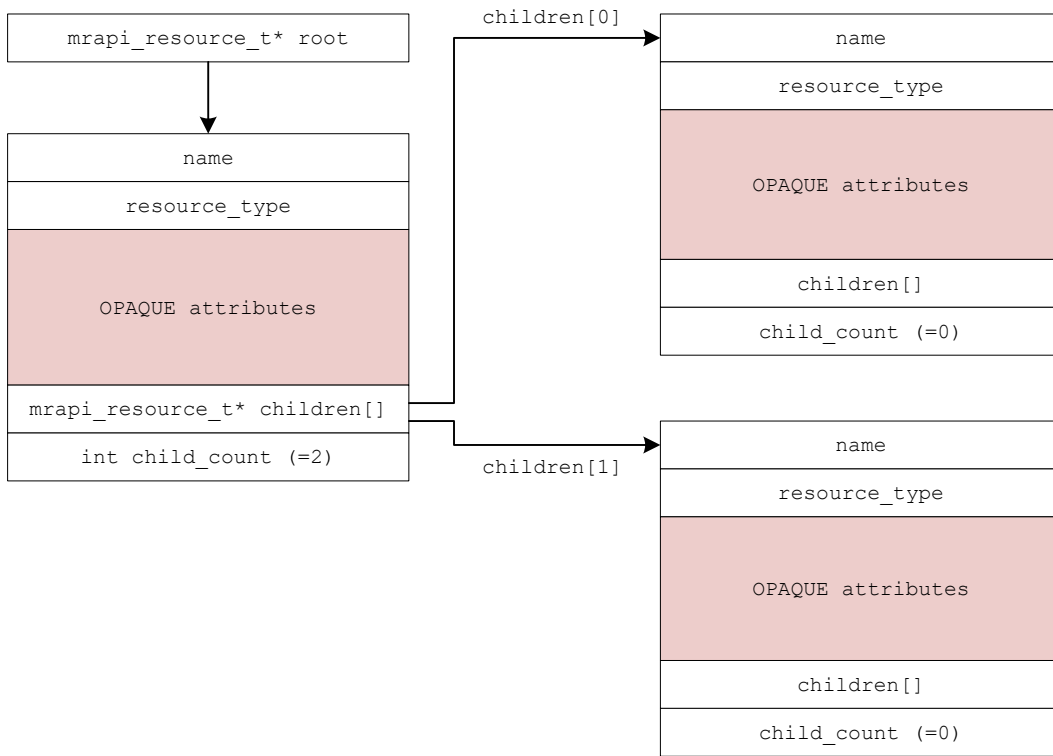 mrapi_resource_t* root
name
resource_type
OPAQUE attributes
mrapi_resource_t* children[]
int child_count (=2)
children[0]
name
resource_type
OPAQUE attributes
children[]
child_count (=0)
children[1]
name
resource_type
OPAQUE attributes
children[]
child_count (=0)